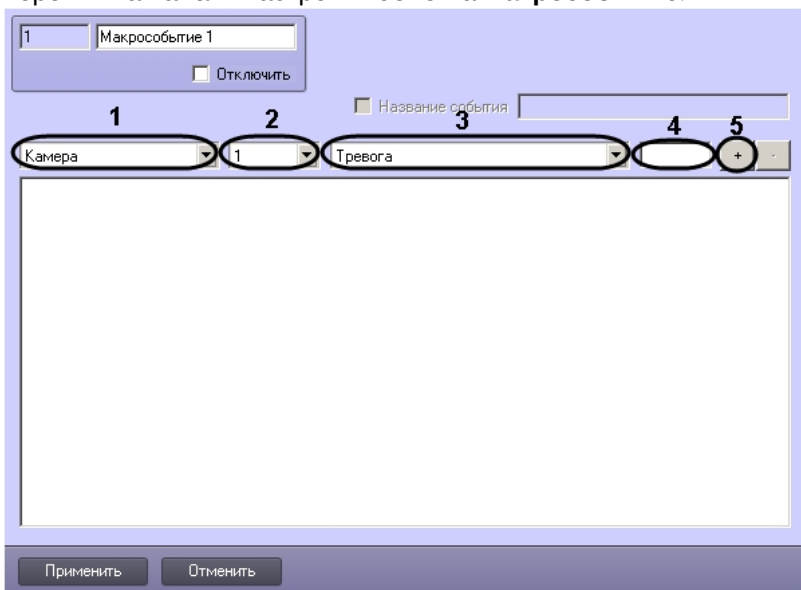 1 Макрособытие 1
Отключить
Название события
1 2 3 4 5
Камера 1 Тревога + -
Применить Отменить